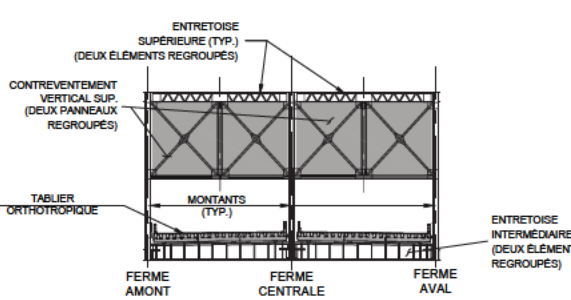 ENTRETOISE
SUPÉRIEURE (TYP.)
(DEUX ÉLÉMENTS REGROUPÉS)
CONTREVENTEMENT
VERTICAL SUP.
(DEUX PANNEAUX
REGROUPÉS)
TABLIER
ORTHOTROPIQUE
MONTANTS
(TYP.)
ENTRETOISE
INTERMÉDIAIRE
(DEUX ÉLÉMENT
REGROUPÉS)
FERME
AMONT
FERME
CENTRALE
FERME
AVAL